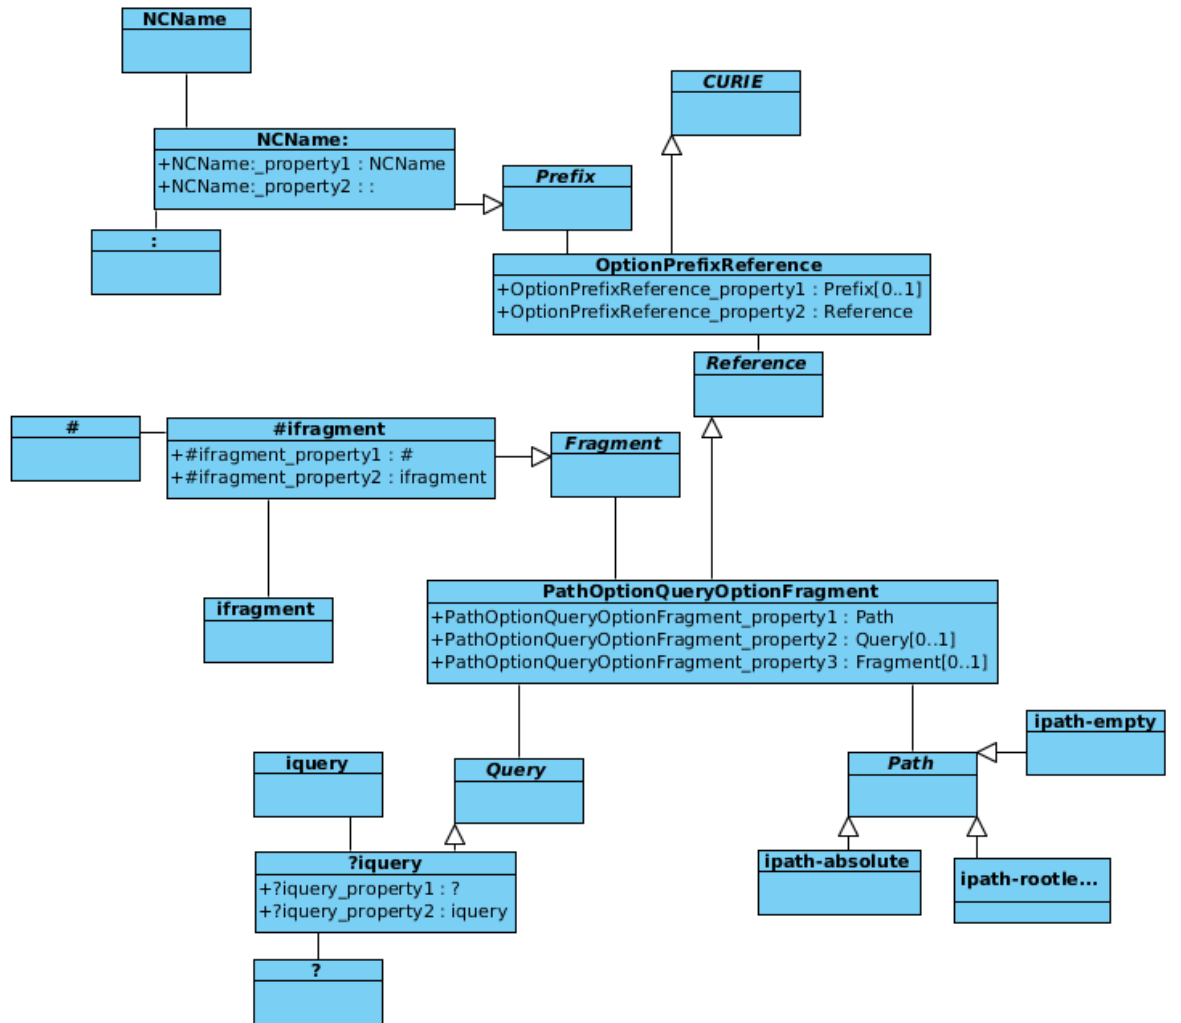 NCName
CURIE
NCName:
+NCName:_property1 : NCName
+NCName:_property2 : :
Prefix
:
OptionPrefixReference
+OptionPrefixReference_property1 : Prefix[0..1]
+OptionPrefixReference_property2 : Reference
Reference
#
#ifragment
+#ifragment_property1 : #
+#ifragment_property2 : ifragment
Fragment
ifragment
PathOptionQueryOptionFragment
+PathOptionQueryOptionFragment_property1 : Path
+PathOptionQueryOptionFragment_property2 : Query[0..1]
+PathOptionQueryOptionFragment_property3 : Fragment[0..1]
ipath-empty
iquery
Query
Path
?iquery
+?iquery_property1 : ?
+?iquery_property2 : iquery
ipath-absolute
ipath-rootle...
?